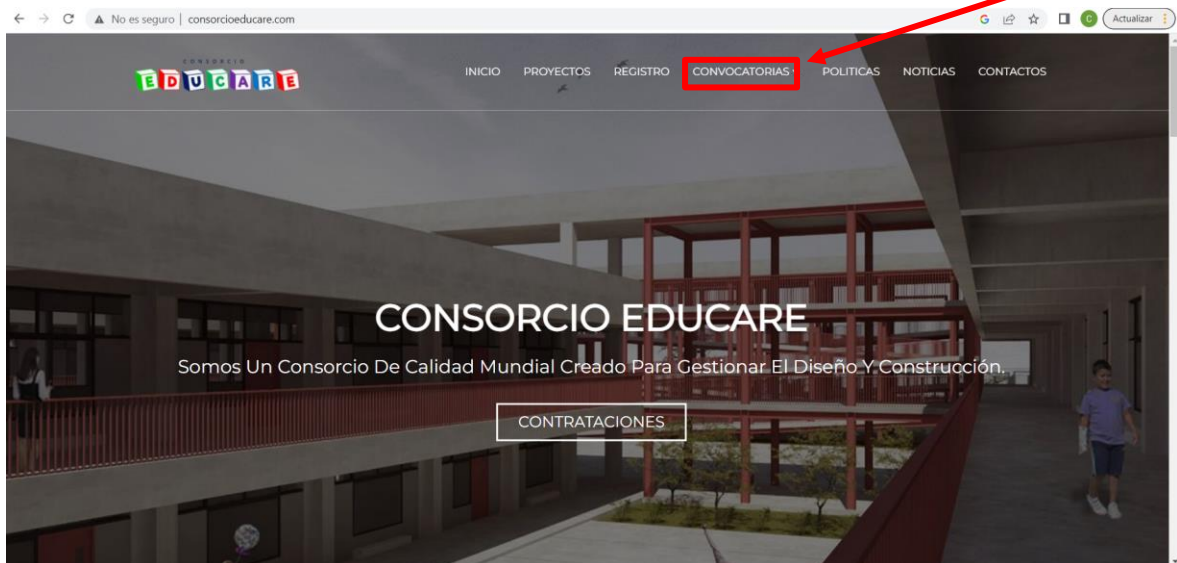 No es seguro | consorcioeducare.com
G
C
Actualizar
CONSORCIO
EDUCARE
INICIO PROYECTOS REGISTRO CONVOCATORIAS POLITICAS NOTICIAS CONTACTOS
CONSORCIO EDUCARE
Somos Un Consorcio De Calidad Mundial Creado Para Gestionar El Diseño Y Construcción.
CONTRATACIONES